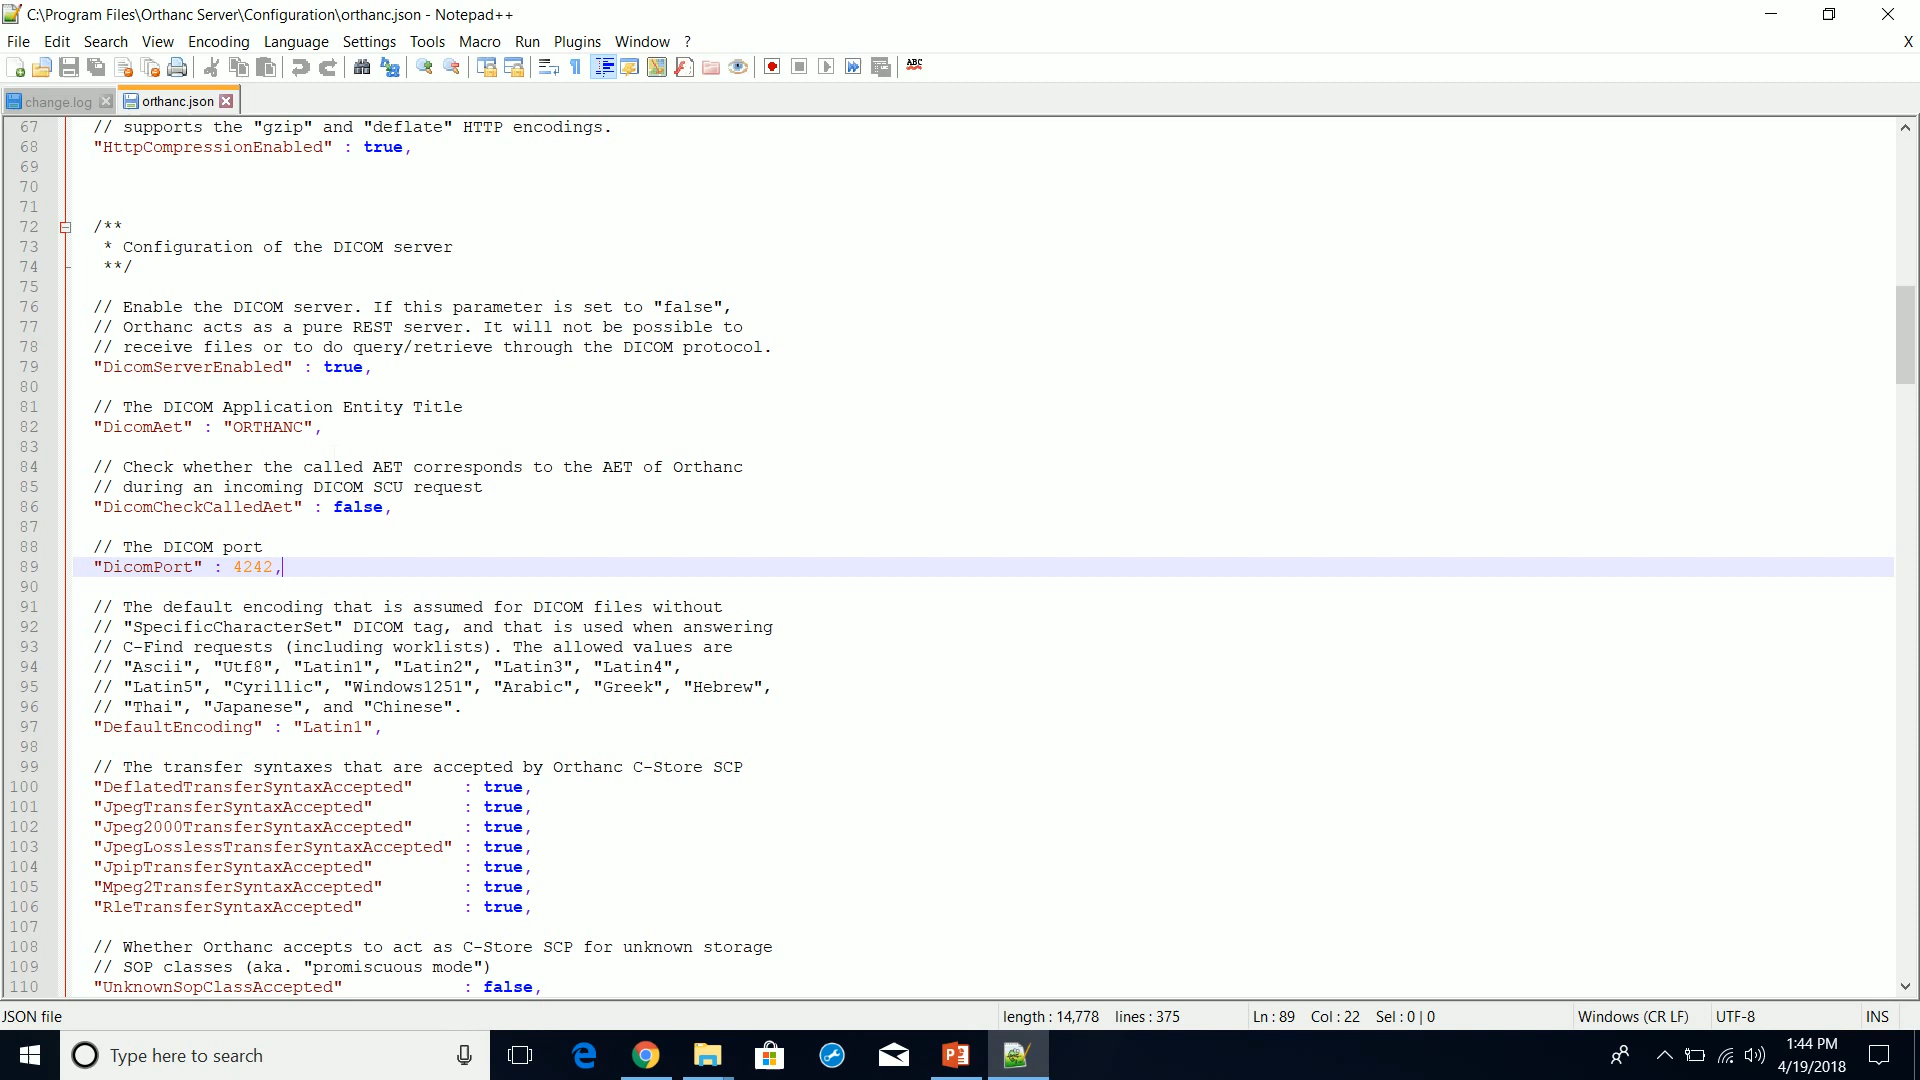 C:\Program Files\Orthanc Server\Configuration\orthanc.json - Notepad++
File Edit Search View Encoding Language Settings Tools Macro Run Plugins Window ? X
ABC
change.log orthanc.json
67 // supports the "gzip" and "deflate" HTTP encodings.
68 "HttpCompressionEnabled" : true,
69
70
71
72 /**
73 * Configuration of the DICOM server
74 **/
75
76 // Enable the DICOM server. If this parameter is set to "false",
77 // Orthanc acts as a pure REST server. It will not be possible to
78 // receive files or to do query/retrieve through the DICOM protocol.
79 "DicomServerEnabled" : true,
80
81 // The DICOM Application Entity Title
82 "DicomAet" : "ORTHANC",
83
84 // Check whether the called AET corresponds to the AET of Orthanc
85 // during an incoming DICOM SCU request
86 "DicomCheckCalledAet" : false,
87
88 // The DICOM port
89 "DicomPort" : 4242,
90
91 // The default encoding that is assumed for DICOM files without
92 // "SpecificCharacterSet" DICOM tag, and that is used when answering
93 // C-Find requests (including worklists). The allowed values are
94 // "Ascii", "Utf8", "Latin1", "Latin2", "Latin3", "Latin4",
95 // "Latin5", "Cyrillic", "Windows1251", "Arabic", "Greek", "Hebrew",
96 // "Thai", "Japanese", and "Chinese".
97 "DefaultEncoding" : "Latin1",
98
99 // The transfer syntaxes that are accepted by Orthanc C-Store SCP
100 "DeflatedTransferSyntaxAccepted" : true,
101 "JpegTransferSyntaxAccepted" : true,
102 "Jpeg2000TransferSyntaxAccepted" : true,
103 "JpegLosslessTransferSyntaxAccepted" : true,
104 "JpipTransferSyntaxAccepted" : true,
105 "Mpeg2TransferSyntaxAccepted" : true,
106 "RleTransferSyntaxAccepted" : true,
107
108 // Whether Orthanc accepts to act as C-Store SCP for unknown storage
109 // SOP classes (aka. "promiscuous mode")
110 "UnknownSopClassAccepted" : false,
JSON file length : 14,778 lines : 375 Ln : 89 Col : 22 Sel : 0 | 0 Windows (CR LF) UTF-8 INS
Type here to search
1:44 PM
4/19/2018